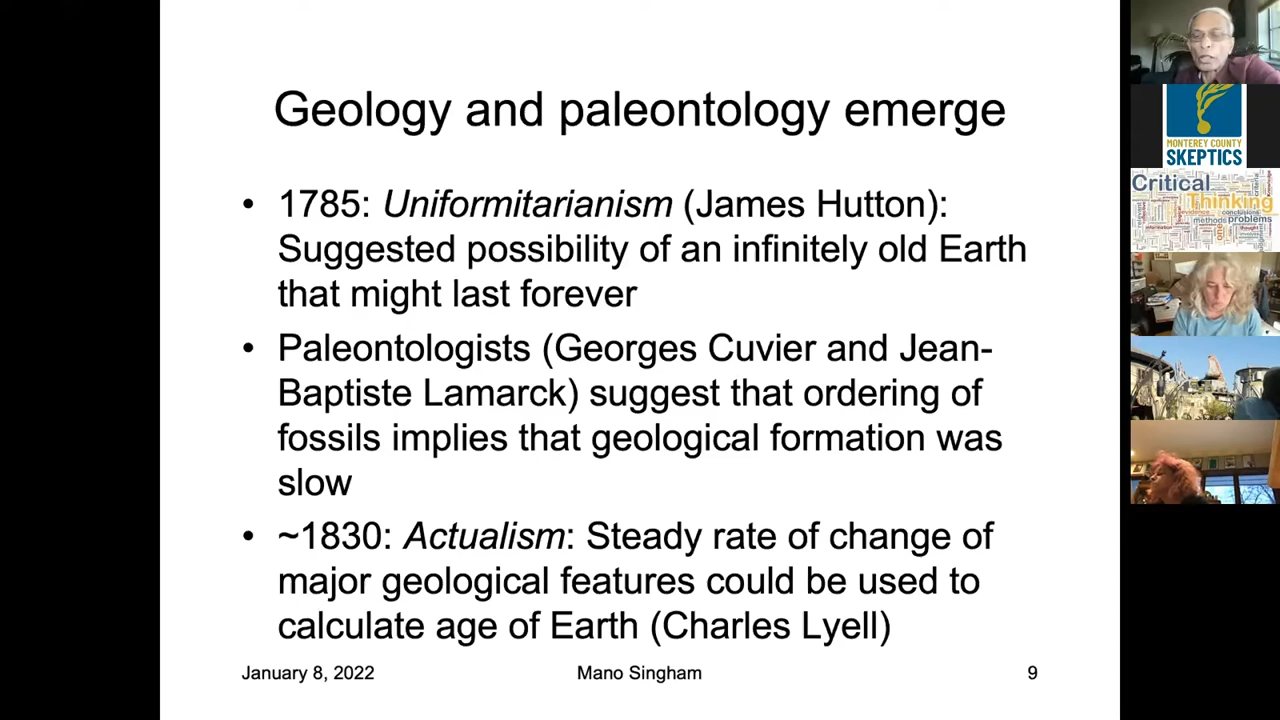 Geology and paleontology emerge
• 1785: Uniformitarianism (James Hutton):
Suggested possibility of an infinitely old Earth
that might last forever
• Paleontologists (Georges Cuvier and Jean-
Baptiste Lamarck) suggest that ordering of
fossils implies that geological formation was
slow
• ~1830: Actualism: Steady rate of change of
major geological features could be used to
calculate age of Earth (Charles Lyell)
January 8, 2022 Mano Singham 9
MONTEREY COUNTY
SKEPTICS
Critical
Thinking
conclusions
methods problems